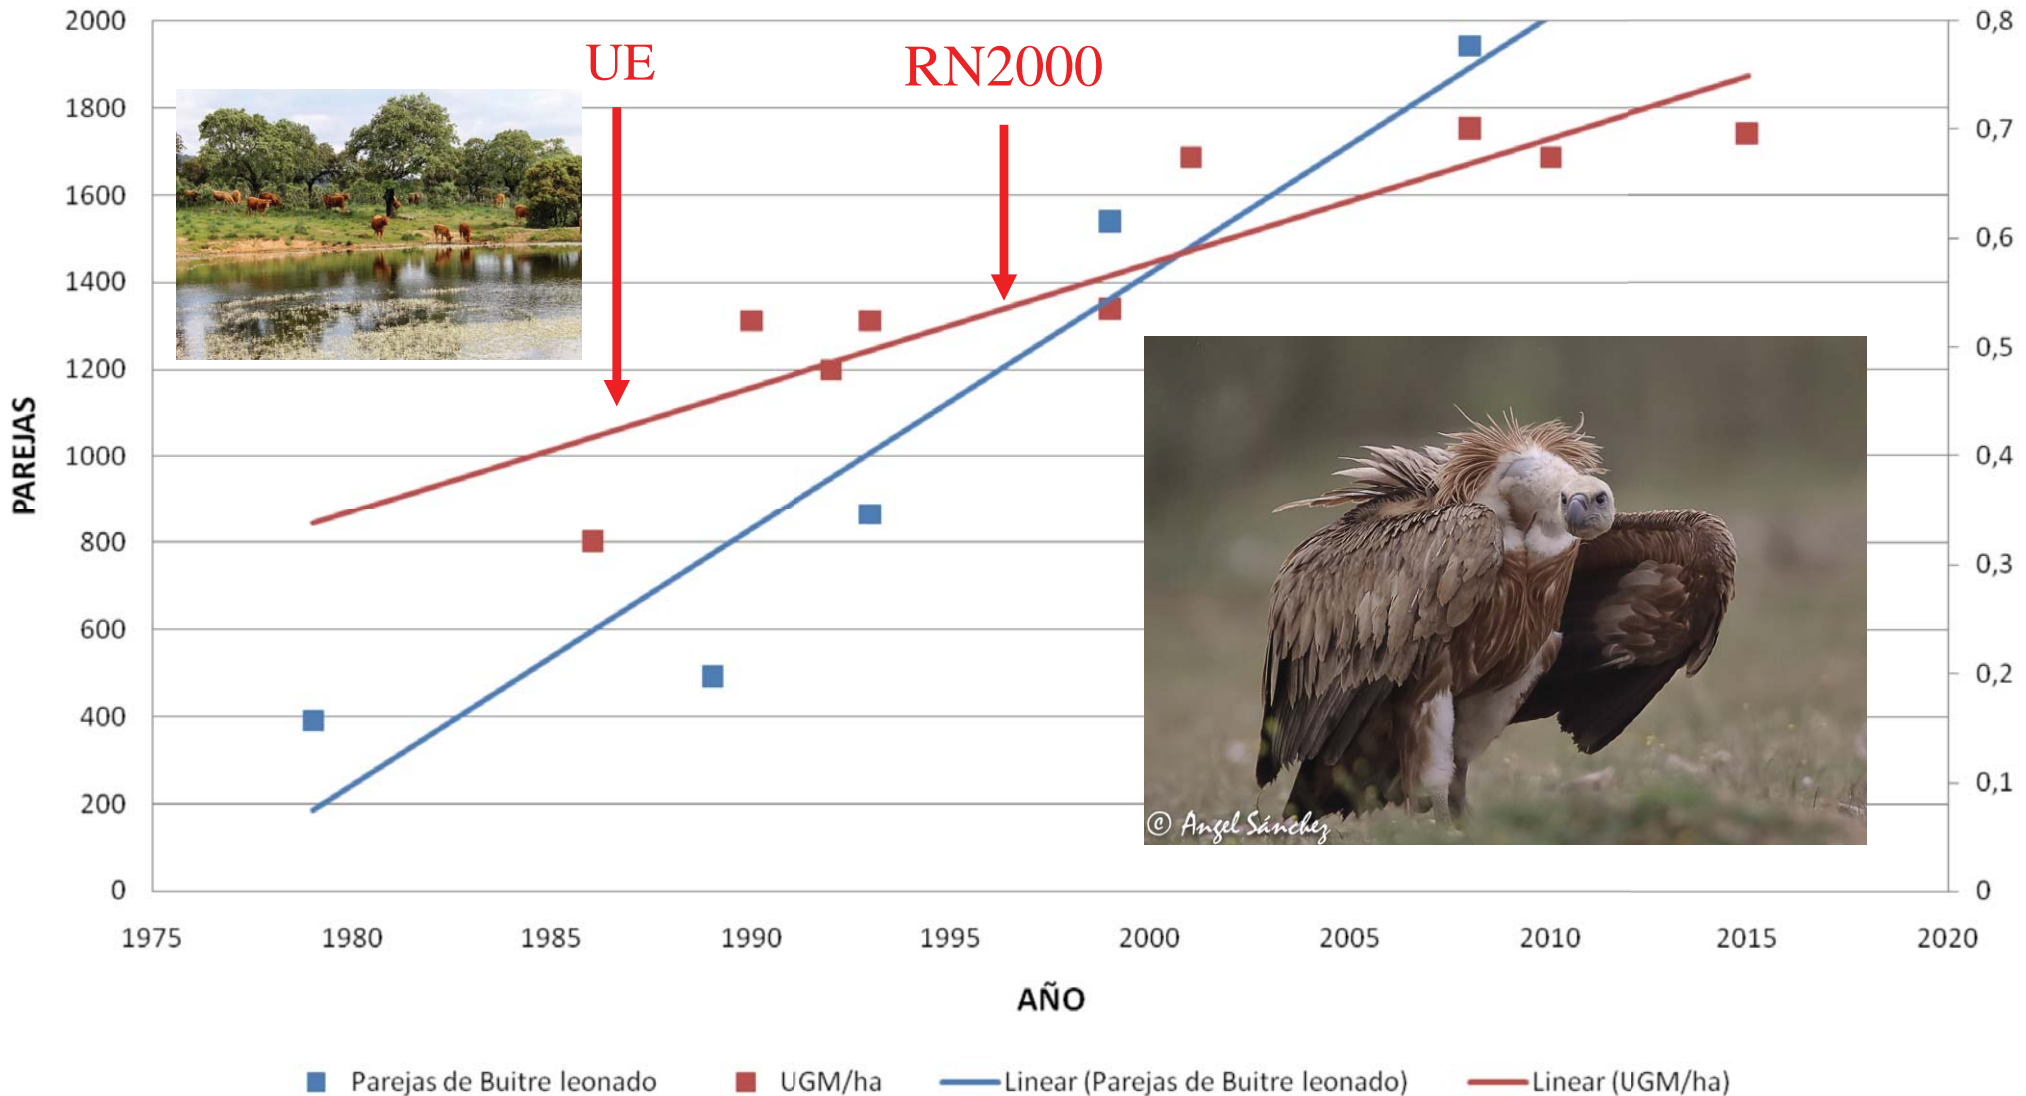 UE
RN2000
2000
1800
1600
1400
1200
1000
800
600
400
200
0
PAREJAS
0,8
0,7
0,6
0,5
0,4
0,3
0,2
0,1
0
© Angel Sánchez
1975 1980 1985 1990 1995 2000 2005 2010 2015 2020
AÑO
Parejas de Buitre leonado UGM/ha Linear (Parejas de Buitre leonado) Linear (UGM/ha)